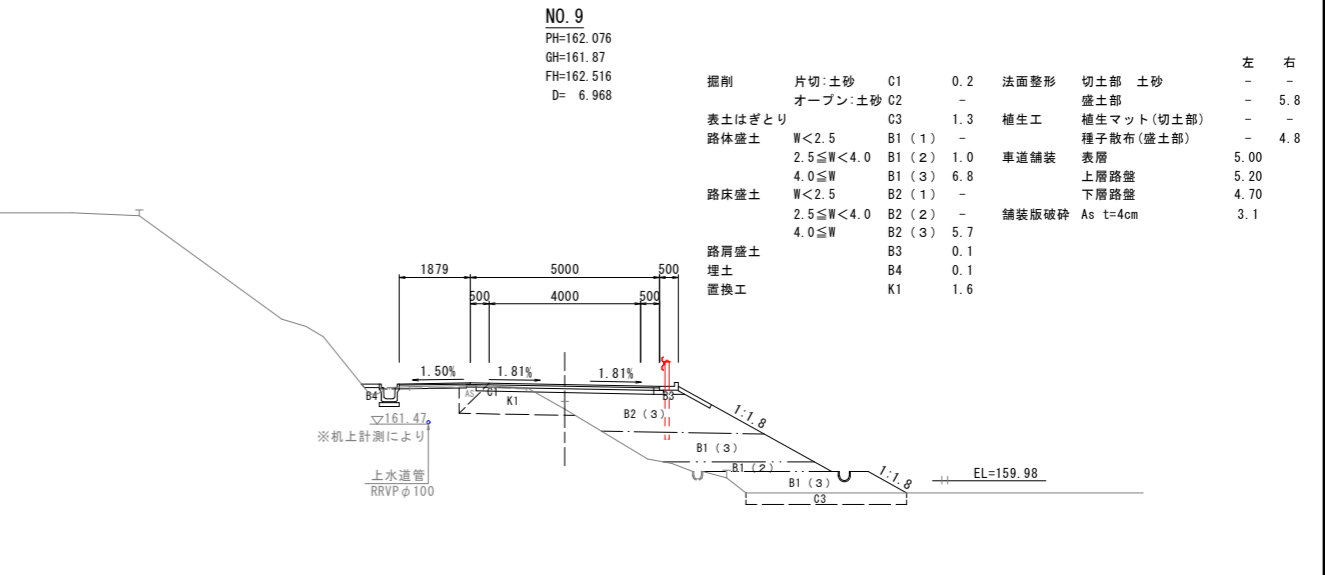 NO. 9
PH=162.076
GH=161.87
FH=162.516
D= 6.968
左 右
掘削 片切:土砂 C1 0.2 法面整形 切土部 土砂 - -
オープン:土砂 C2 - 盛土部 - 5.8
表土はぎとり C3 1.3 植生工 植生マット(切土部) - -
路体盛土 W<2.5 B1(1) - 種子散布(盛土部) - 4.8
2.5≦W<4.0 B1(2) 1.0 車道舗装 表層 5.00
4.0≦W B1(3) 6.8 上層路盤 5.20
路床盛土 W<2.5 B2(1) - 下層路盤 4.70
2.5≦W<4.0 B2(2) - 舗装版破砕 As t=4cm 3.1
4.0≦W B2(3) 5.7
路肩盛土 B3 0.1
埋土 B4 0.1
置換工 K1 1.6
1879 5000 500
500 4000 500
1.50% 1.81% 1.81%
B4 AS C1 K1 B3
B2(3)
1:1.8
▽161.47
※机上計測により
B1(3)
B1(2)
上水道管
RRVPφ100
B1(3)
1:1.8
EL=159.98
C3